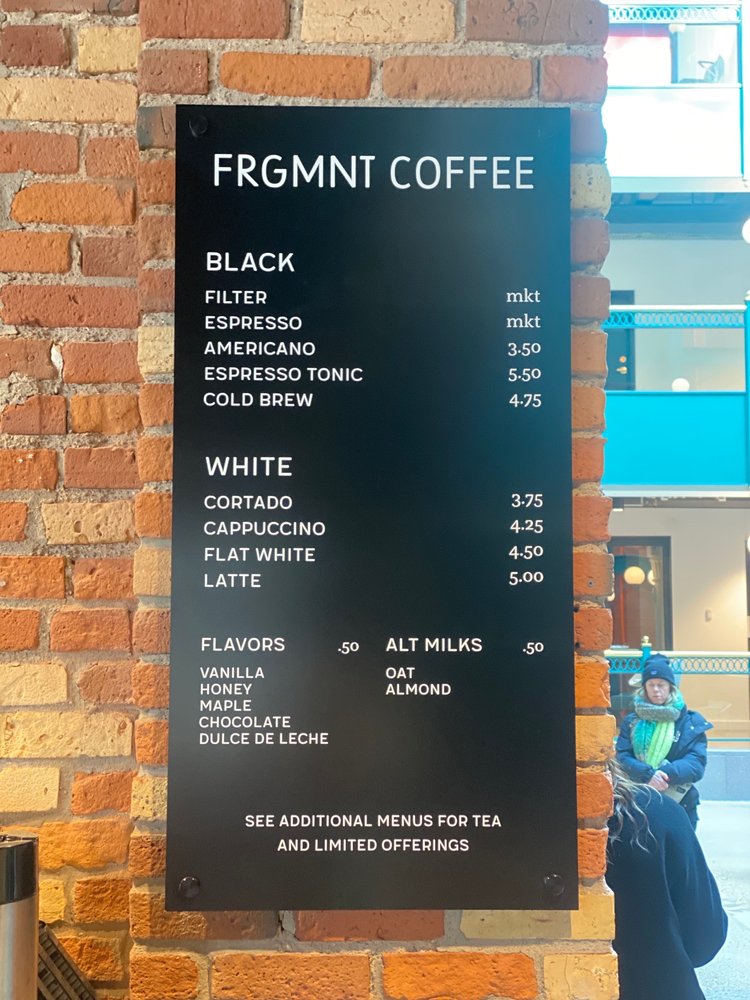 FRGMNT COFFEE
BLACK
FILTER mkt
ESPRESSO mkt
AMERICANO 3.50
ESPRESSO TONIC 5.50
COLD BREW 4.75
WHITE
CORTADO 3.75
CAPPUCCINO 4.25
FLAT WHITE 4.50
LATTE 5.00
FLAVORS .50 ALT MILKS .50
VANILLA OAT
HONEY ALMOND
MAPLE
CHOCOLATE
DULCE DE LECHE
SEE ADDITIONAL MENUS FOR TEA
AND LIMITED OFFERINGS